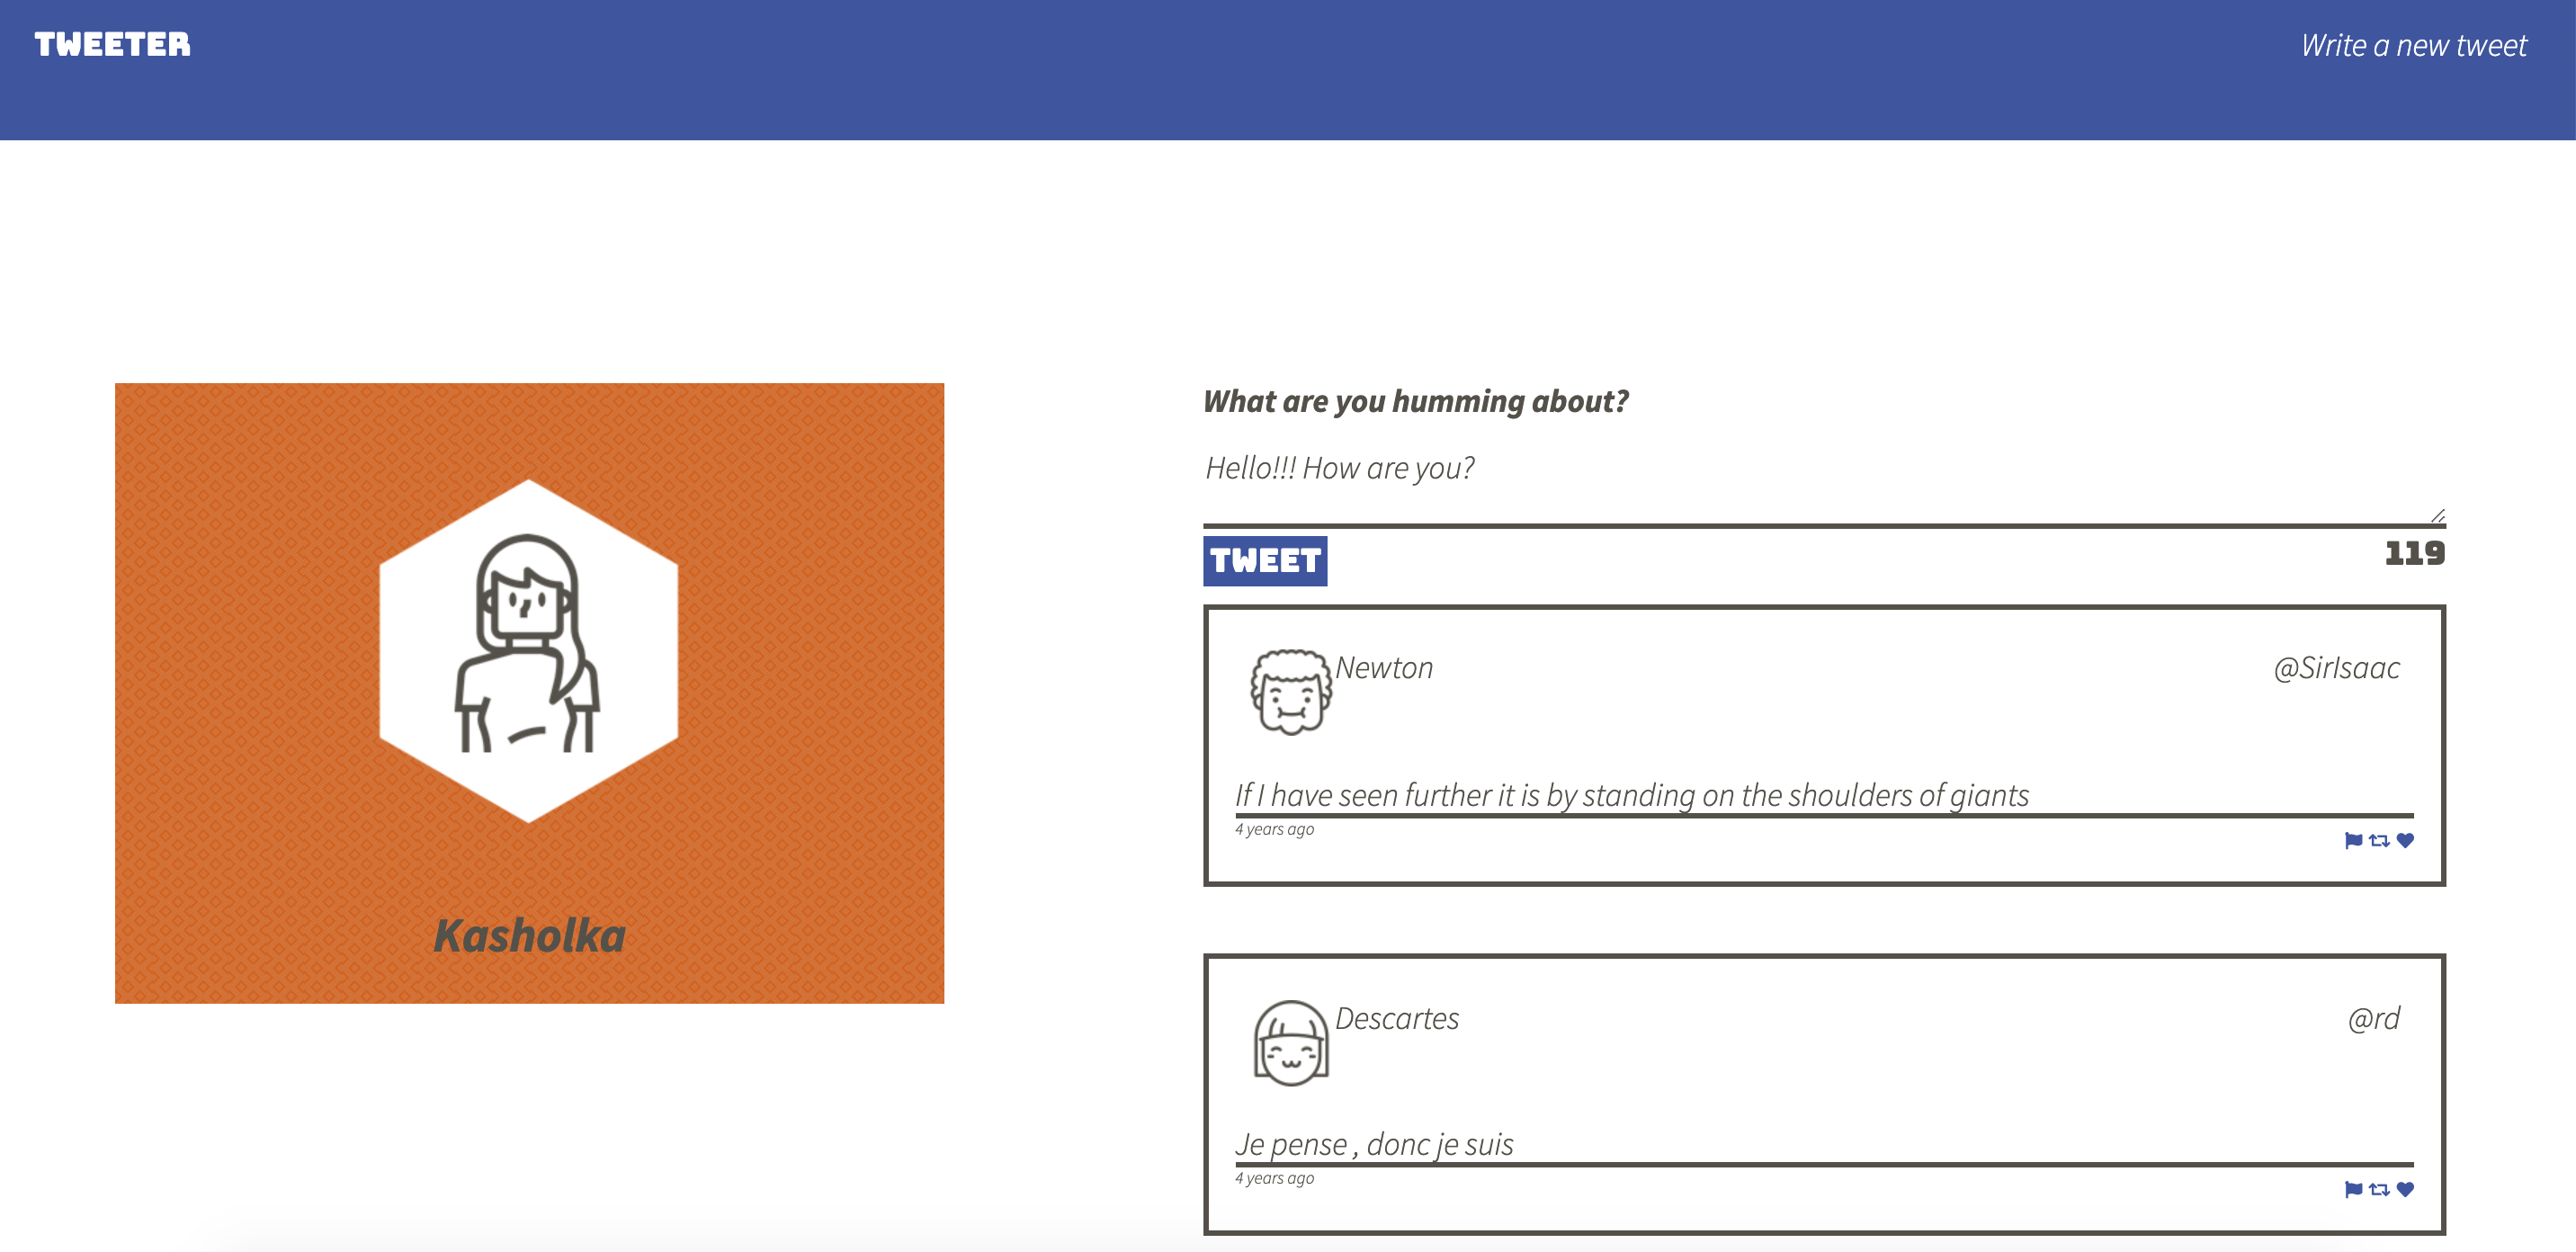 TWEETER
Write a new tweet
Kasholka
What are you humming about?
Hello!!! How are you?
TWEET
119
Newton
@SirIsaac
If I have seen further it is by standing on the shoulders of giants
4 years ago
Descartes
@rd
Je pense , donc je suis
4 years ago